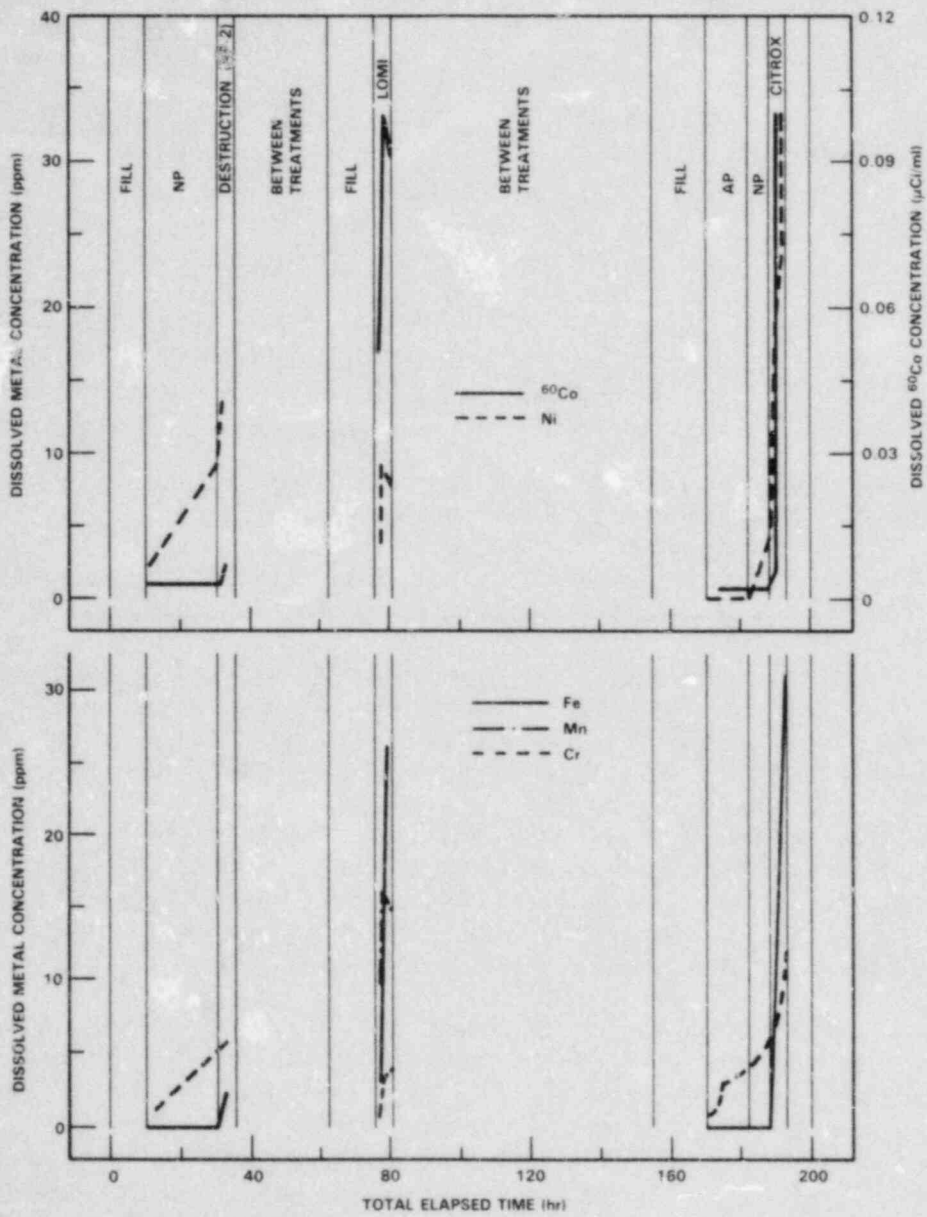 40
30
20
10
0
DISSOLVED METAL CONCENTRATION (ppm)
FILL
NP
DESTRUCTION (NP 2)
BETWEEN
TREATMENTS
FILL
LOMI
BETWEEN
TREATMENTS
FILL
AP
NP
CITROX
0.12
0.09
0.06
0.03
0
DISSOLVED ⁶⁰Co CONCENTRATION (μCi/ml)
⁶⁰Co
Ni
30
20
10
0
DISSOLVED METAL CONCENTRATION (ppm)
Fe
Mn
Cr
0 40 80 120 160 200
TOTAL ELAPSED TIME (hr)